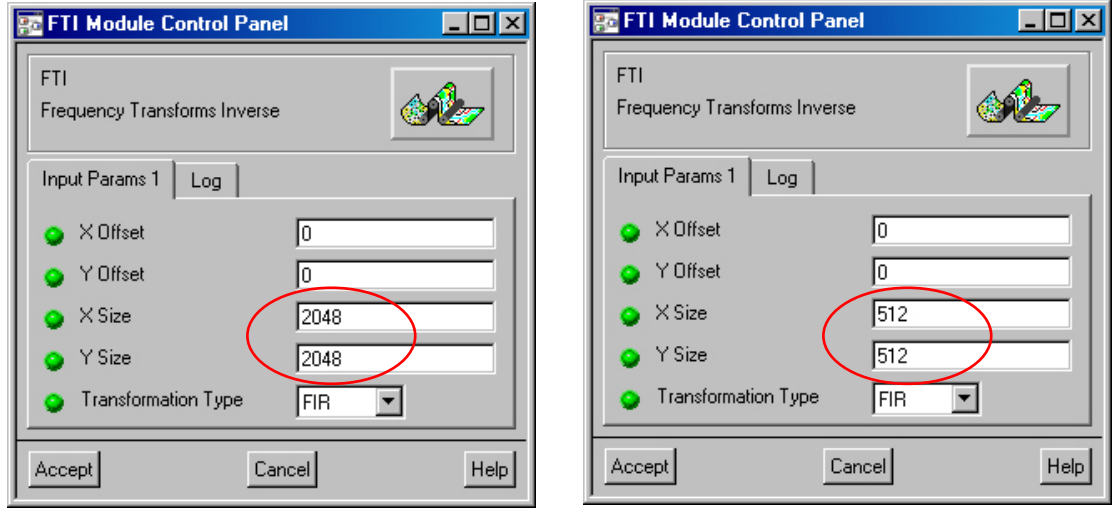 FTI Module Control Panel
FTI
Frequency Transforms Inverse
Input Params 1 Log
X Offset 0
Y Offset 0
X Size 2048
Y Size 2048
Transformation Type FIR
Accept Cancel Help
FTI Module Control Panel
FTI
Frequency Transforms Inverse
Input Params 1 Log
X Offset 0
Y Offset 0
X Size 512
Y Size 512
Transformation Type FIR
Accept Cancel Help